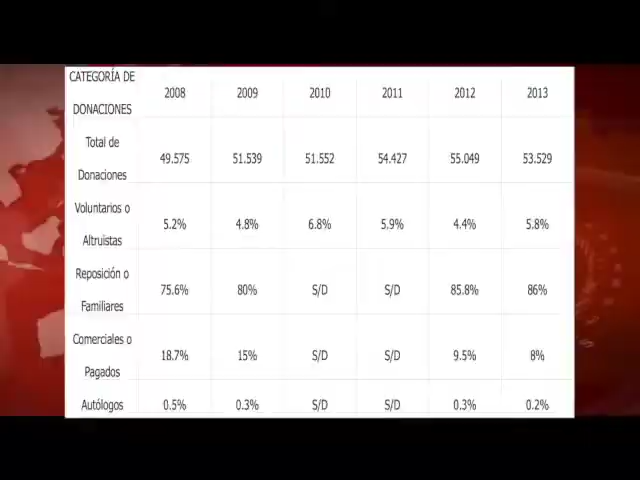 CATEGORÍA DE
DONACIONES
2008 2009 2010 2011 2012 2013
Total de
Donaciones
49.575 51.539 51.552 54.427 55.049 53.529
Voluntarios o
Altruistas
5.2% 4.8% 6.8% 5.9% 4.4% 5.8%
Reposición o
Familiares
75.6% 80% S/D S/D 85.8% 86%
Comerciales o
Pagados
18.7% 15% S/D S/D 9.5% 8%
Autólogos 0.5% 0.3% S/D S/D 0.3% 0.2%